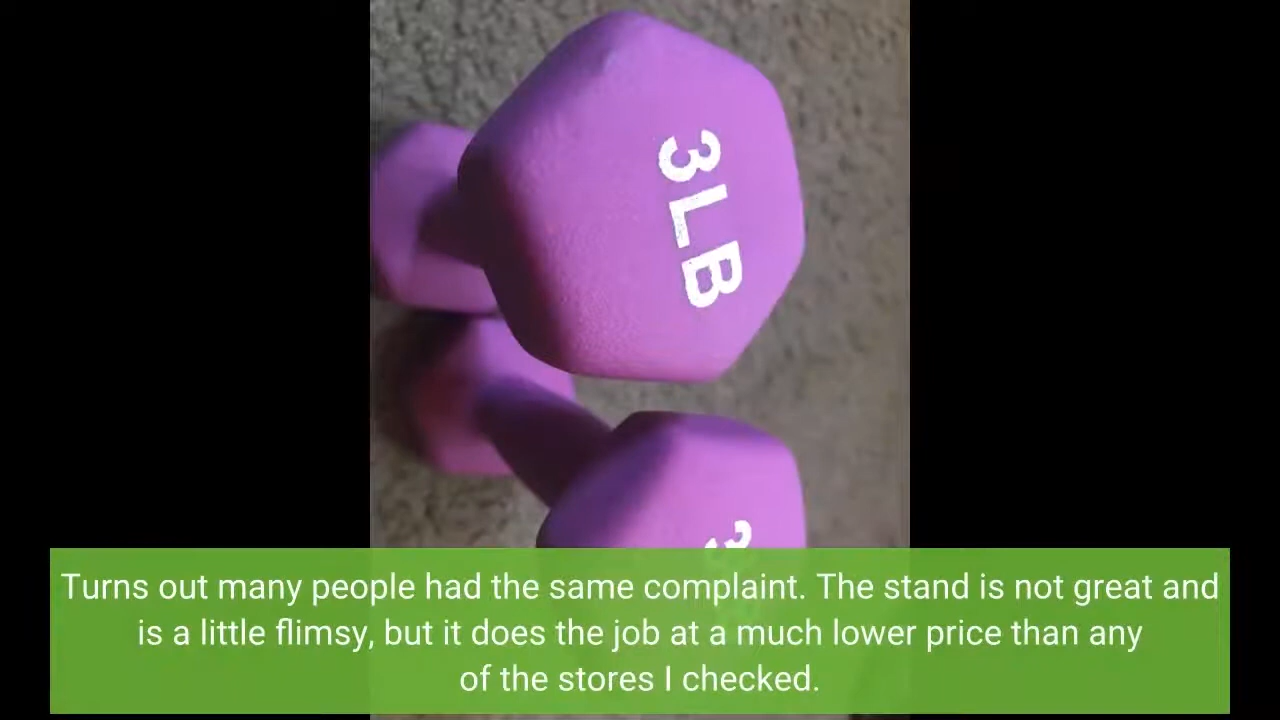 3LB
3
Turns out many people had the same complaint. The stand is not great and
is a little flimsy, but it does the job at a much lower price than any
of the stores I checked.